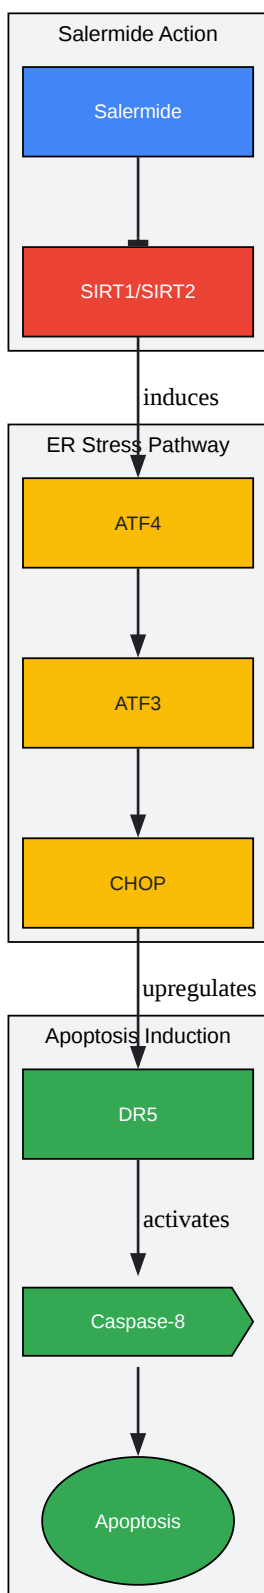 Salermide Action
Salermide
SIRT1/SIRT2
induces
ER Stress Pathway
ATF4
ATF3
CHOP
upregulates
Apoptosis Induction
DR5
activates
Caspase-8
Apoptosis